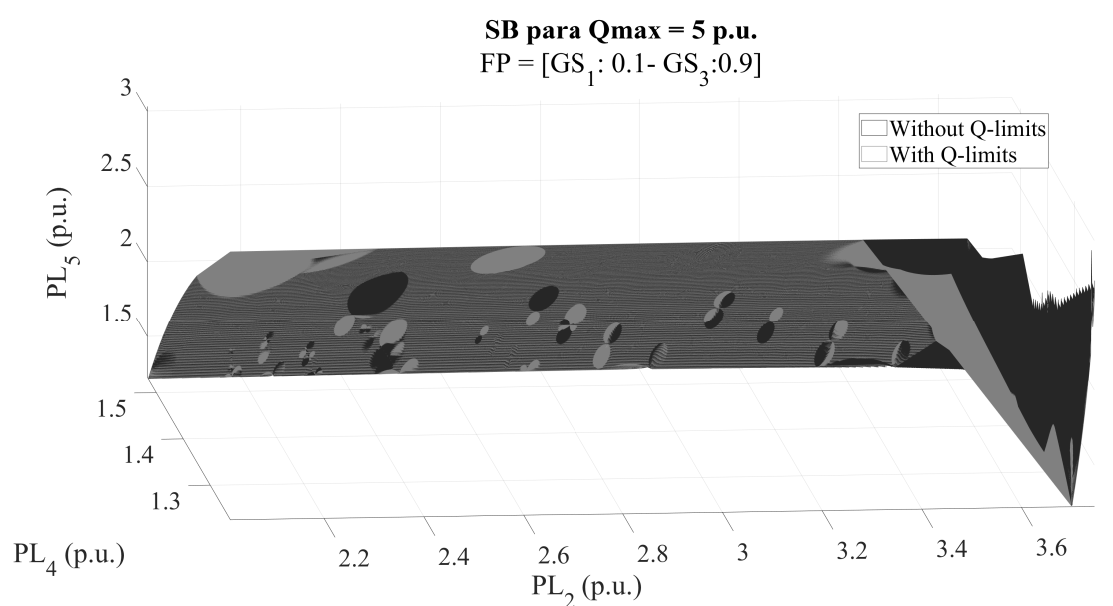 SB para Qmax = 5 p.u.
FP = [GS1: 0.1- GS3:0.9]
Without Q-limits
With Q-limits
3
2.5
2
1.5
PL5 (p.u.)
1.5
1.4
1.3
PL4 (p.u.)
2.2
2.4
2.6
2.8
3
3.2
3.4
3.6
PL2 (p.u.)